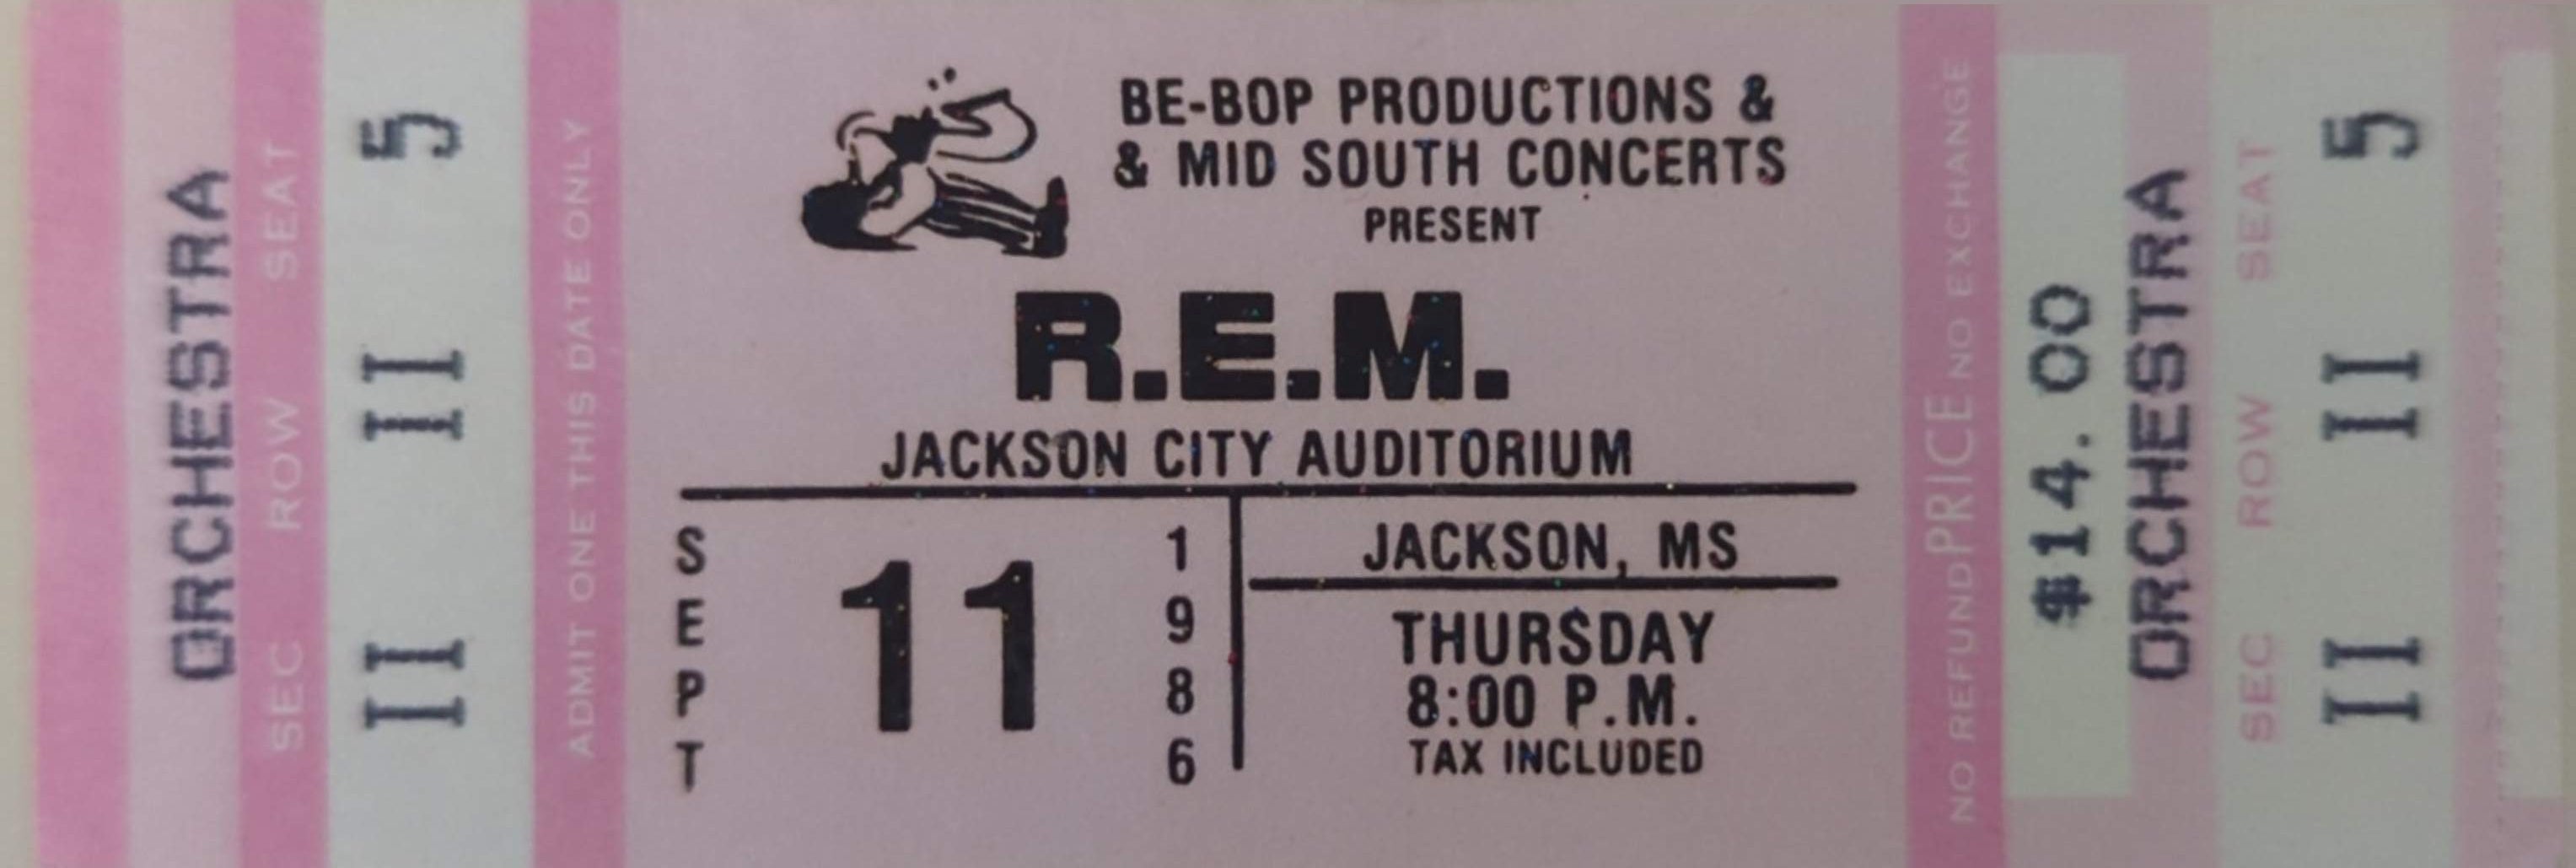 ORCHESTRA
SEC ROW SEAT
II II 5
ADMIT ONE THIS DATE ONLY
BE-BOP PRODUCTIONS &
& MID SOUTH CONCERTS
PRESENT
R.E.M.
JACKSON CITY AUDITORIUM
SEPT 11 1986
JACKSON, MS
THURSDAY
8:00 P.M.
TAX INCLUDED
NO REFUND PRICE NO EXCHANGE
$14.00
ORCHESTRA
SEC ROW SEAT
II II 5